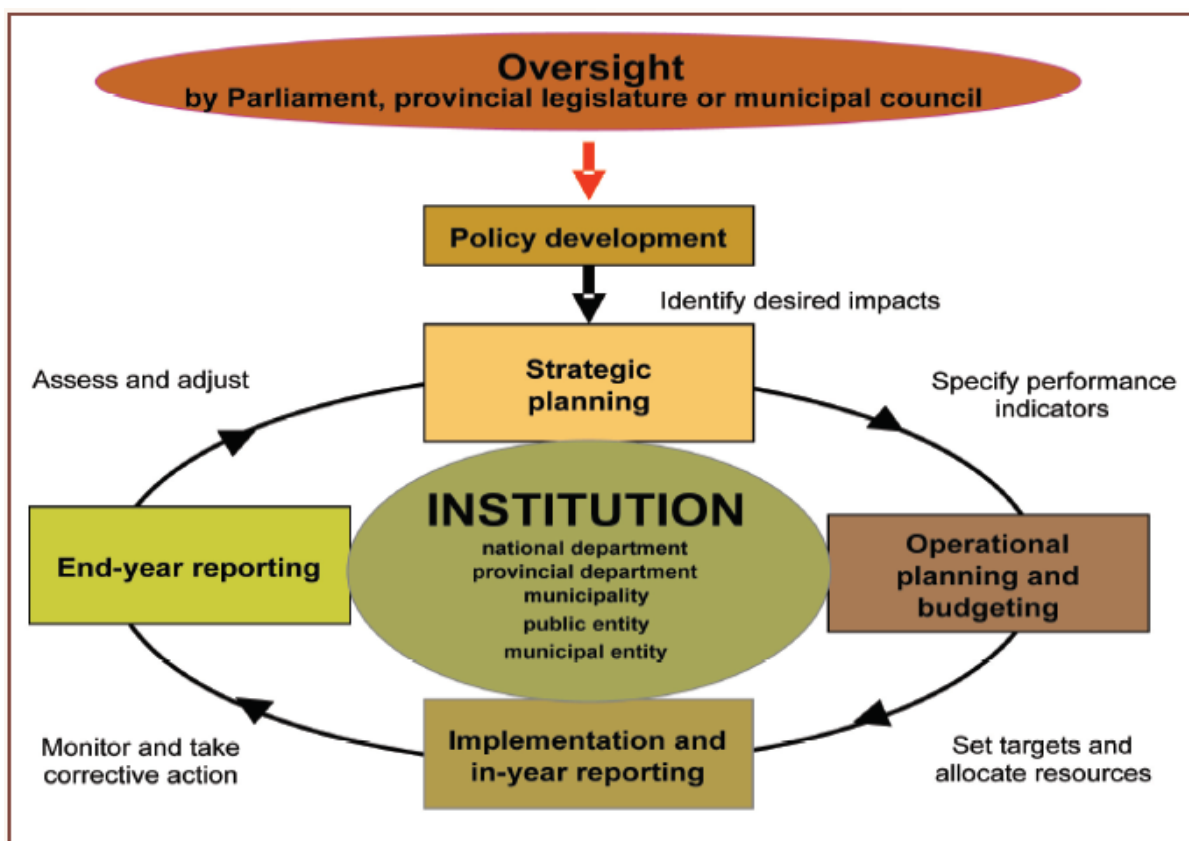 Oversight
by Parliament, provincial legislature or municipal council
Policy development
Identify desired impacts
Strategic
planning
Assess and adjust
Specify performance
indicators
INSTITUTION
national department
provincial department
municipality
public entity
municipal entity
End-year reporting
Operational
planning and
budgeting
Implementation and
in-year reporting
Monitor and take
corrective action
Set targets and
allocate resources